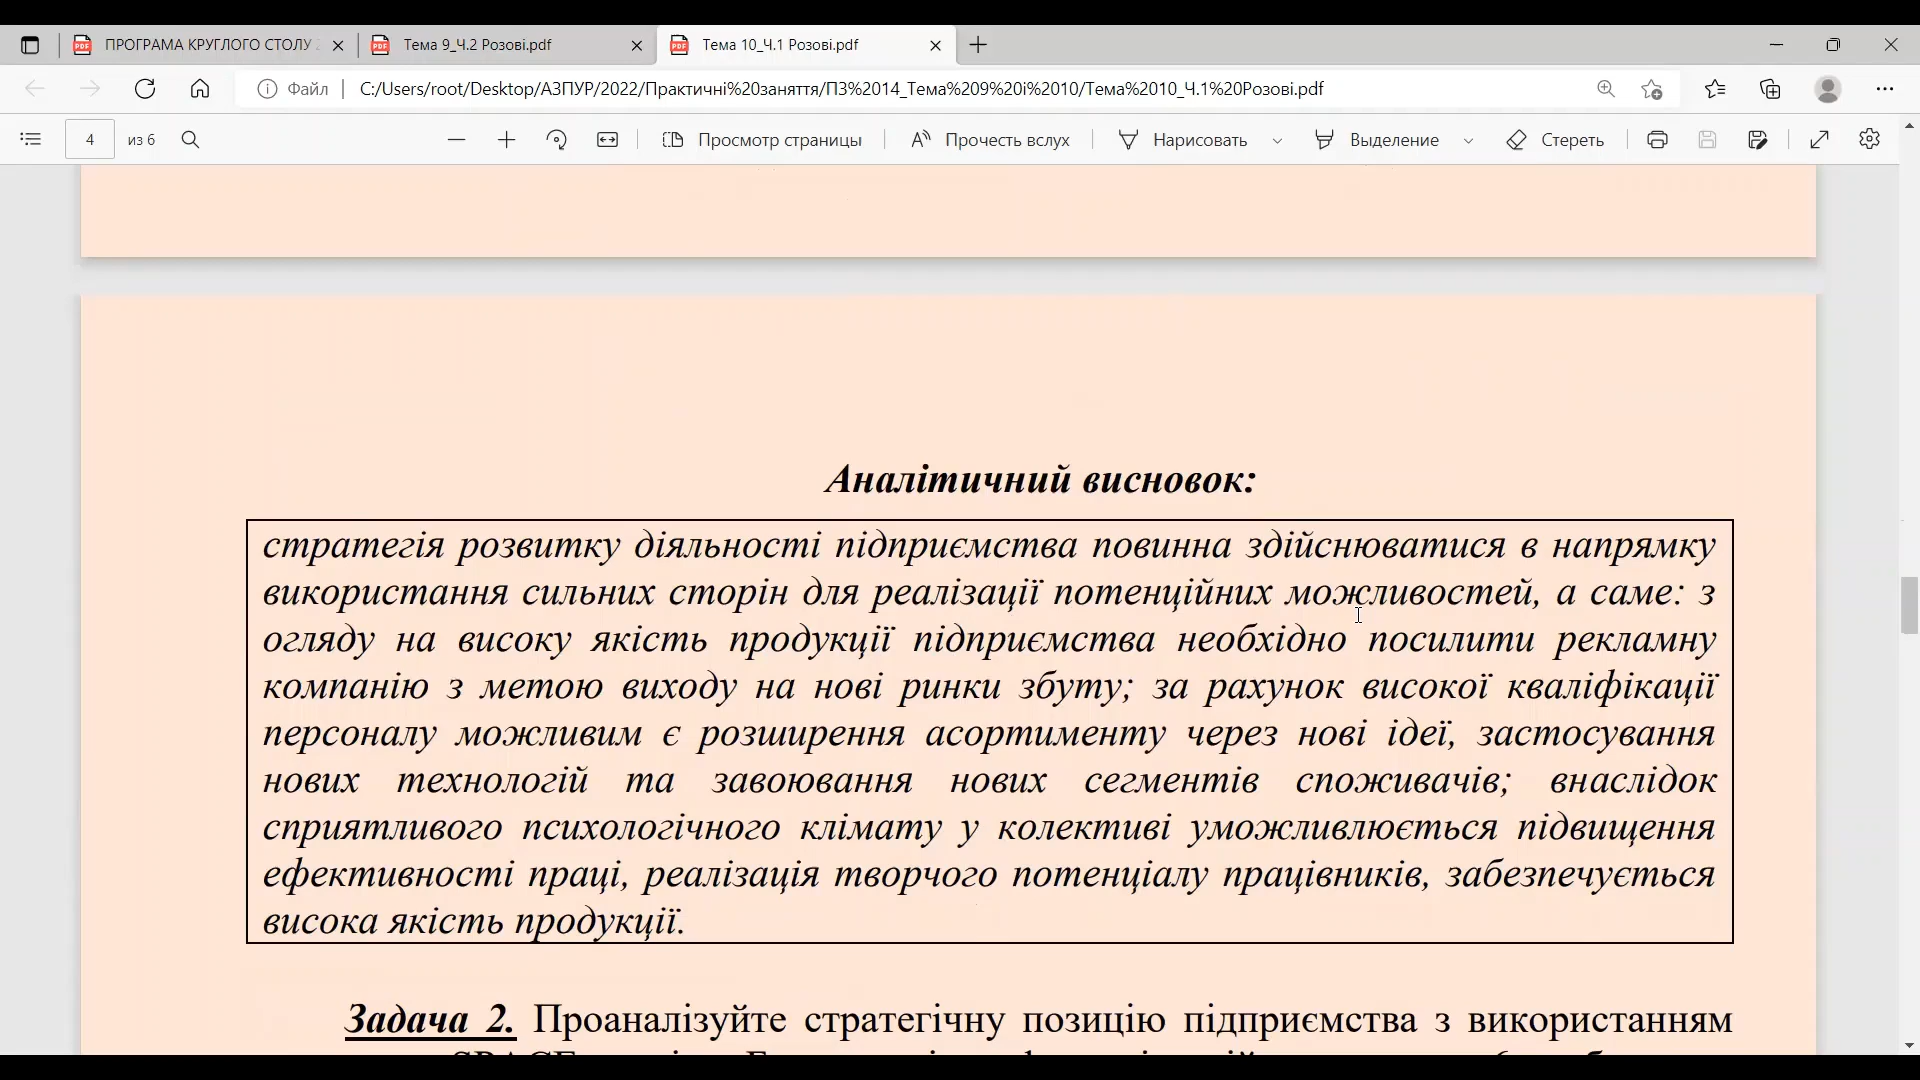 ПРОГРАМА КРУГЛОГО СТОЛУ
Тема 9_Ч.2 Розові.pdf
Тема 10_Ч.1 Розові.pdf
Файл
C:/Users/root/Desktop/АЗПУР/2022/Практичні%20заняття/ПЗ%2014_Тема%209%20і%2010/Тема%2010_Ч.1%20Розові.pdf
4 из 6
Просмотр страницы
Прочесть вслух
Нарисовать
Выделение
Стереть
Аналітичний висновок:
стратегія розвитку діяльності підприємства повинна здійснюватися в напрямку
використання сильних сторін для реалізації потенційних можливостей, а саме: з
огляду на високу якість продукції підприємства необхідно посилити рекламну
компанію з метою виходу на нові ринки збуту; за рахунок високої кваліфікації
персоналу можливим є розширення асортименту через нові ідеї, застосування
нових технологій та завоювання нових сегментів споживачів; внаслідок
сприятливого психологічного клімату у колективі уможливлюється підвищення
ефективності праці, реалізація творчого потенціалу працівників, забезпечується
висока якість продукції.
Задача 2. Проаналізуйте стратегічну позицію підприємства з використанням